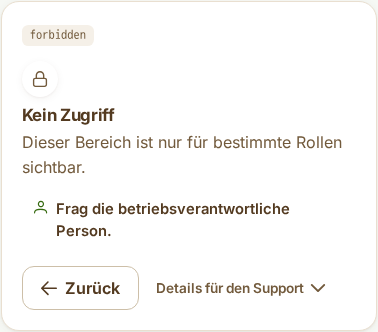 forbidden
Kein Zugriff
Dieser Bereich ist nur für bestimmte Rollen
sichtbar.
Frag die betriebsverantwortliche
Person.
Zurück
Details für den Support